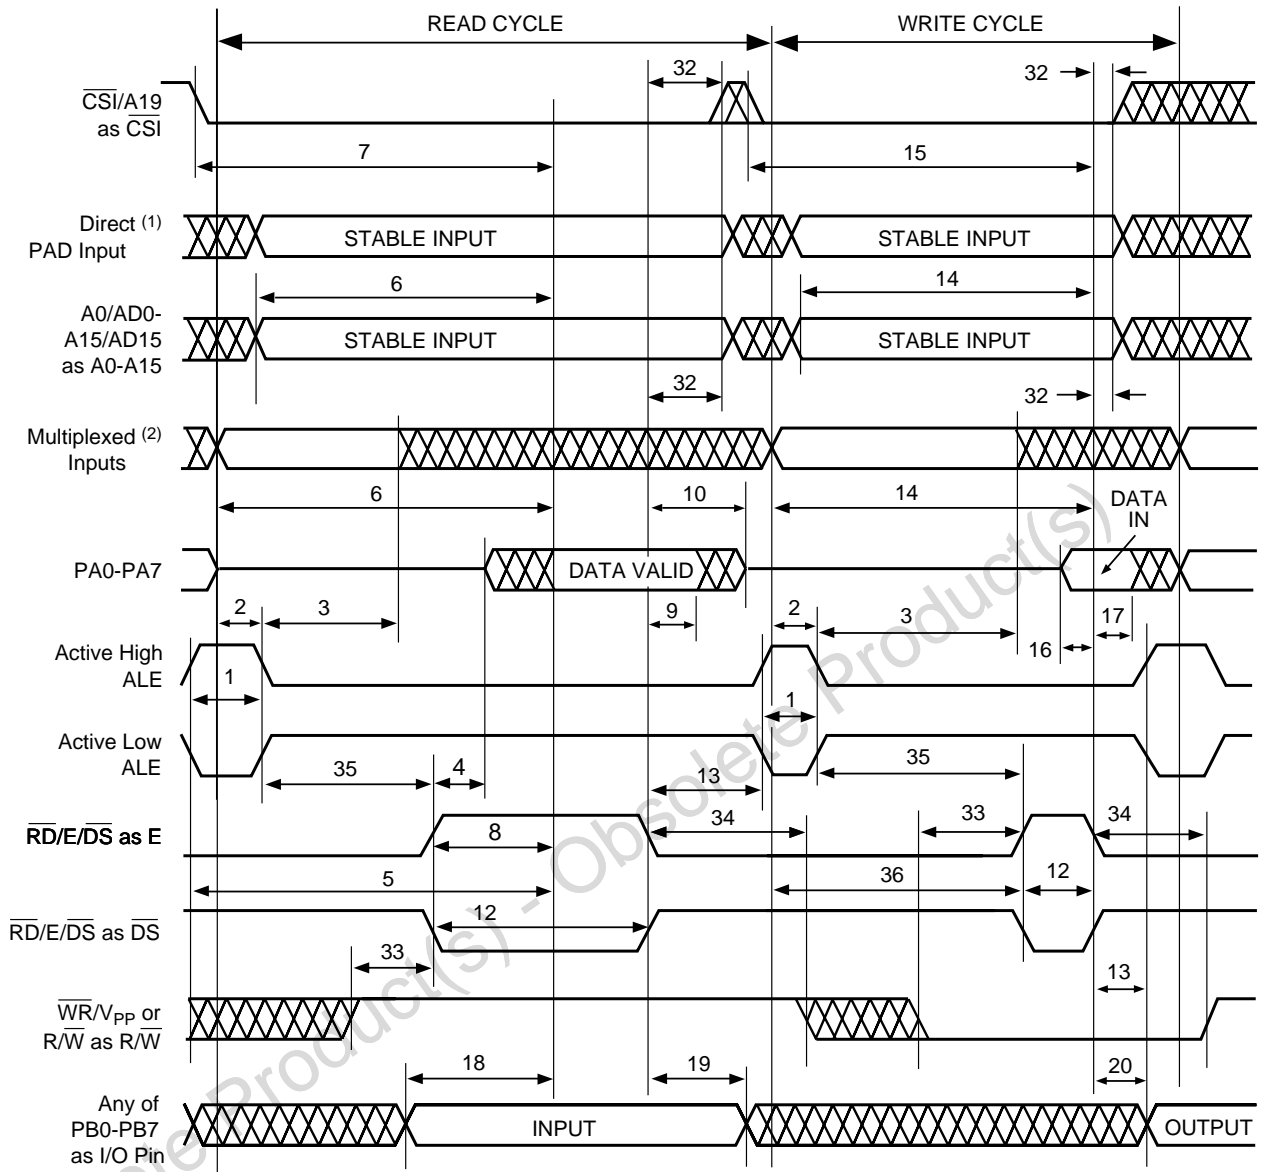 READ CYCLE
WRITE CYCLE
32
32
CSI/A19
as CSI
7
15
Direct (1)
PAD Input
STABLE INPUT
STABLE INPUT
6
14
A0/AD0-
A15/AD15
as A0-A15
STABLE INPUT
STABLE INPUT
32
32
Multiplexed (2)
Inputs
6
10
14
DATA
IN
PA0-PA7
DATA VALID
2
3
9
2
3
17
16
Active High
ALE
1
1
Active Low
ALE
35
4
13
35
34
33
34
RD/E/DS as E
8
5
36
12
12
RD/E/DS as DS
33
13
WR/VPP or
R/W as R/W
18
19
20
Any of
PB0-PB7
as I/O Pin
INPUT
OUTPUT
Obsolete Product(s) - Obsolete Product(s)